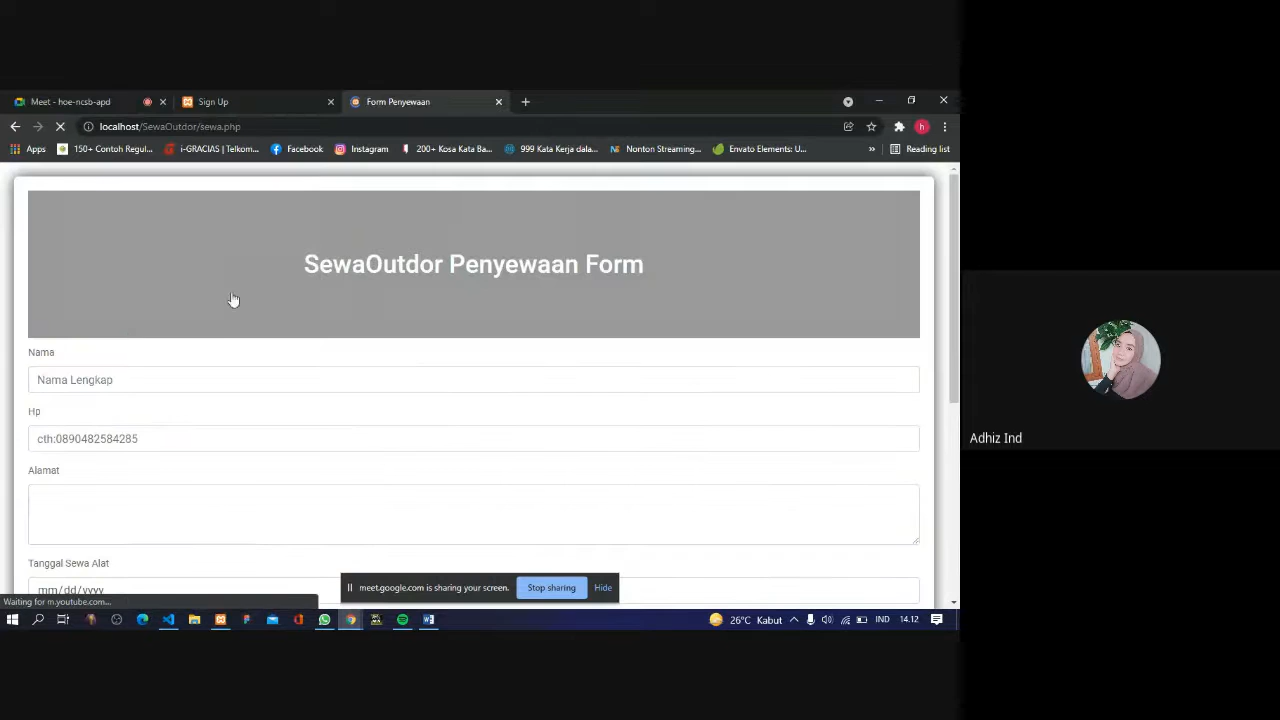 Meet - hoe-ncsb-apd
Sign Up
Form Penyewaan
localhost/SewaOutdor/sewa.php
Apps
150+ Contoh Regul...
i-GRACIAS | Telkom...
Facebook
Instagram
200+ Kosa Kata Ba...
999 Kata Kerja dala...
Nonton Streaming...
Envato Elements: U...
»
Reading list
SewaOutdor Penyewaan Form
Nama
Nama Lengkap
Hp
cth:0890482584285
Alamat
Tanggal Sewa Alat
mm/dd/yyyy
meet.google.com is sharing your screen.
Stop sharing
Hide
Waiting for m.youtube.com...
26°C Kabut
IND
14.12
Adhiz Ind